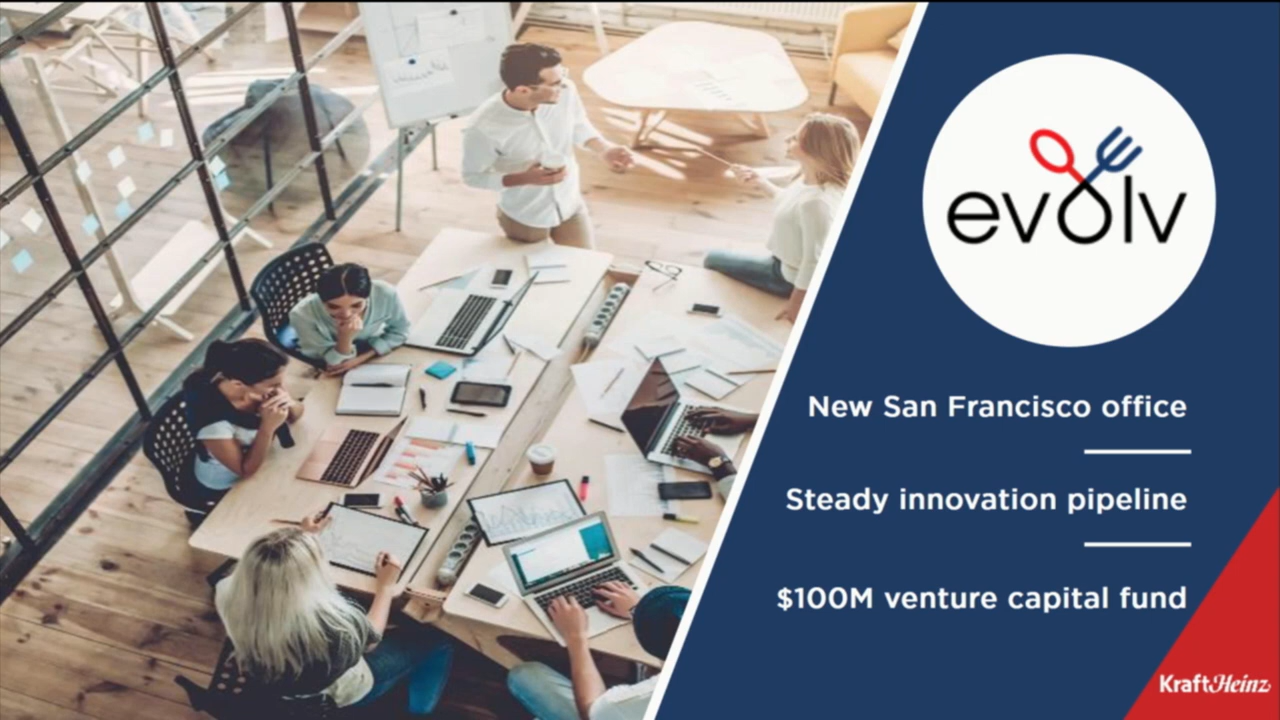 evolv
New San Francisco office
Steady innovation pipeline
$100M venture capital fund
KraftHeinz